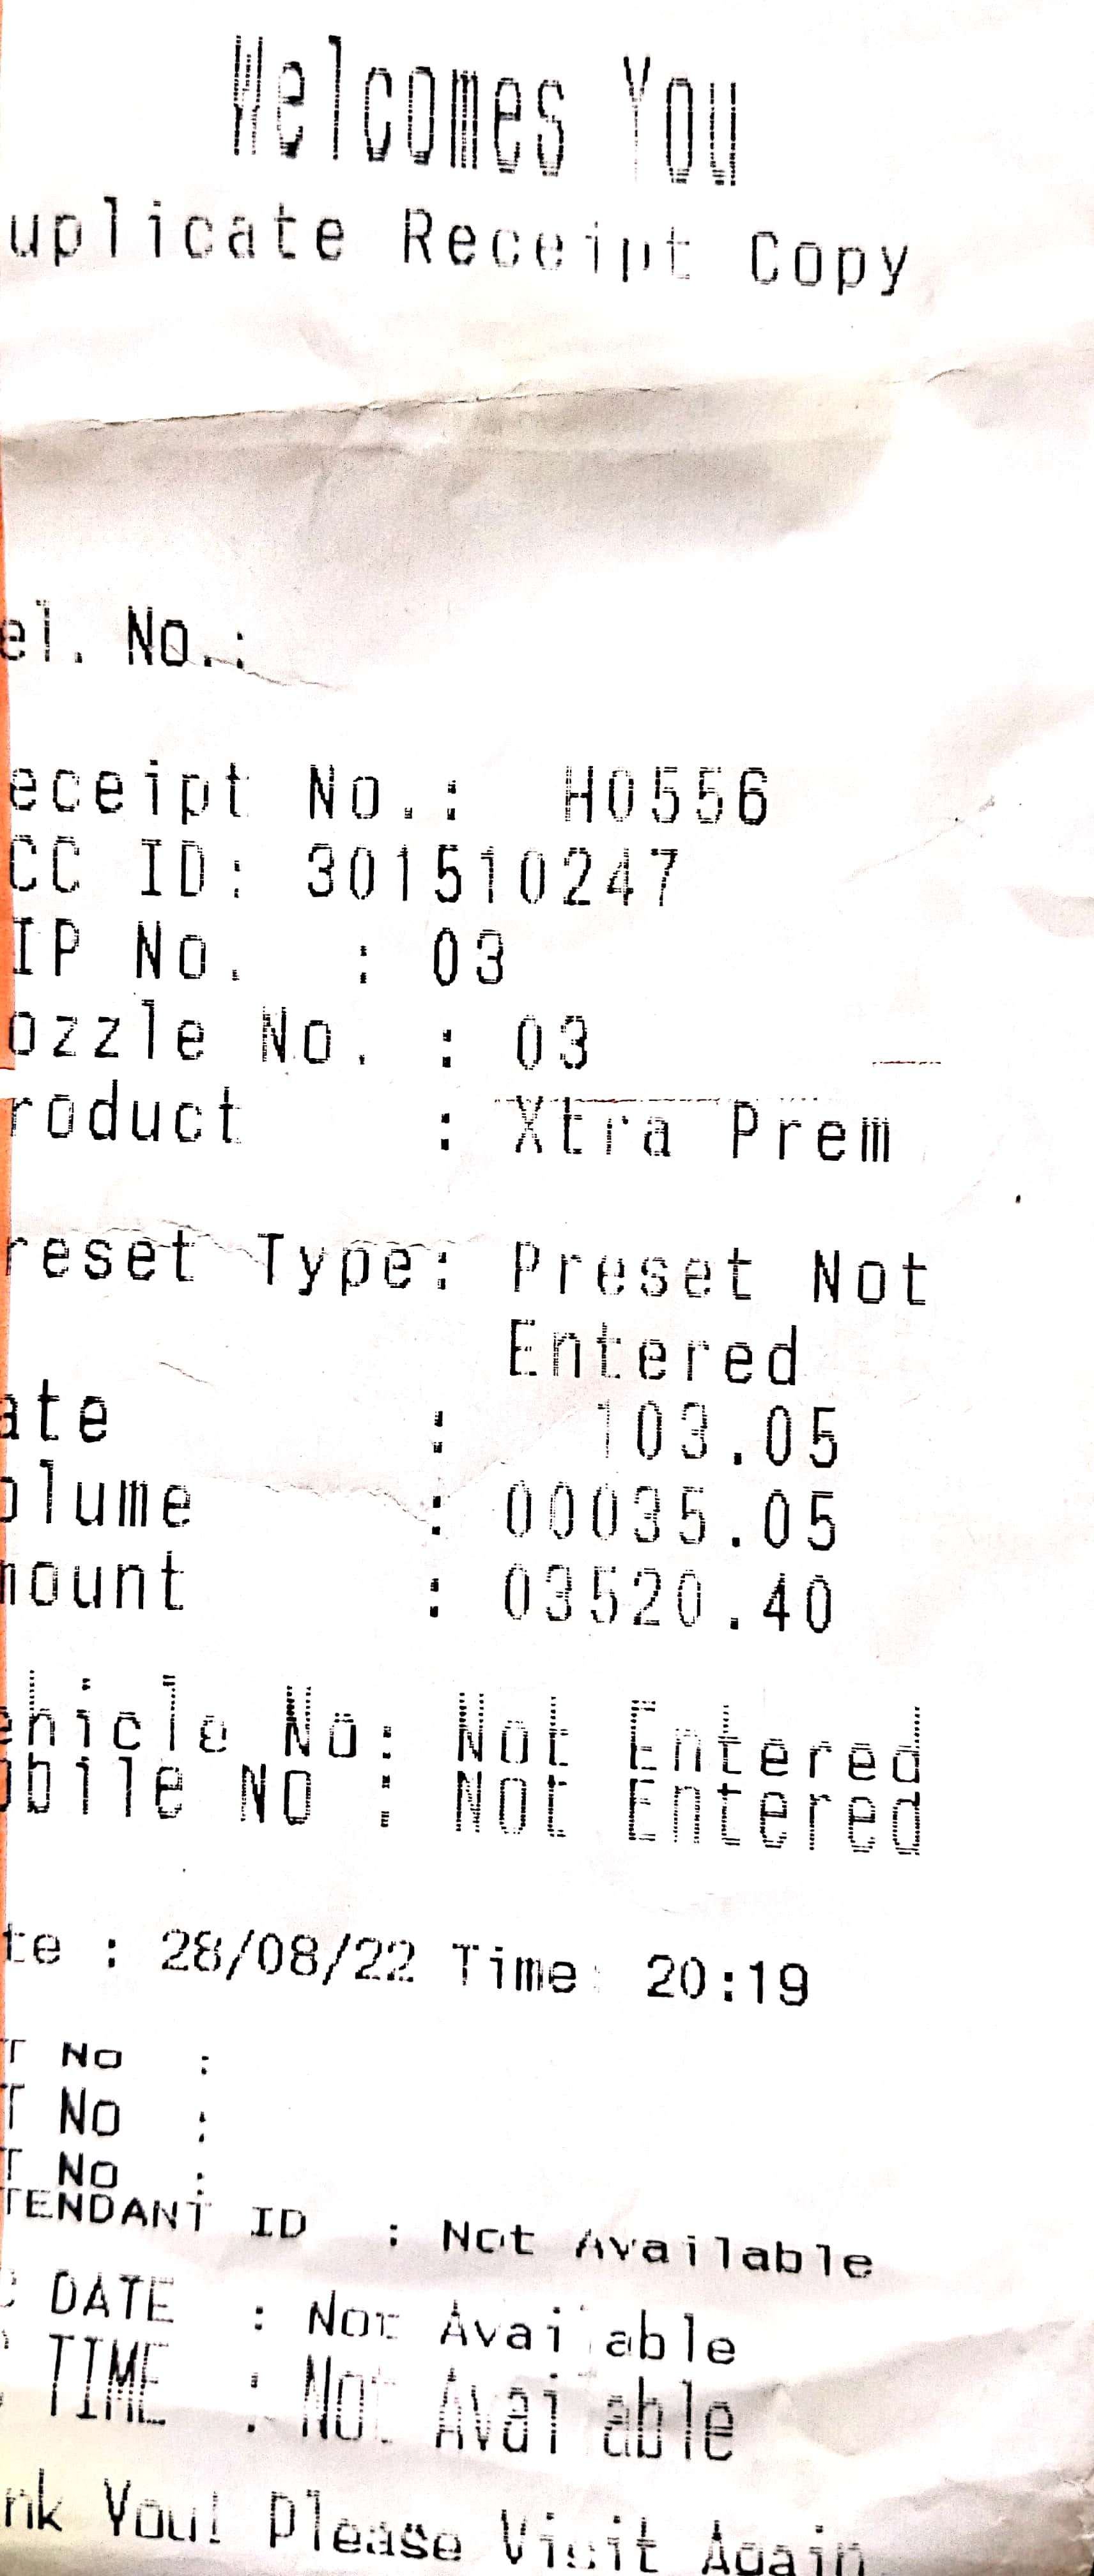 Welcomes You
uplicate Receipt Copy
el. No.:
eceipt No.: H0556
CC ID: 301510247
IP No. : 03
ozzle No. : 03
roduct : Xtra Prem
reset Type: Preset Not
Entered
ate : 103.05
olume : 00035.05
mount : 03520.40
ehicle No: Not Entered
obile NO : Not Entered
te : 28/08/22 Time: 20:19
T No :
T No :
T No :
TENDANT ID : Not Available
C DATE : Not Available
C TIME : Not Available
nk You! Please Visit Again